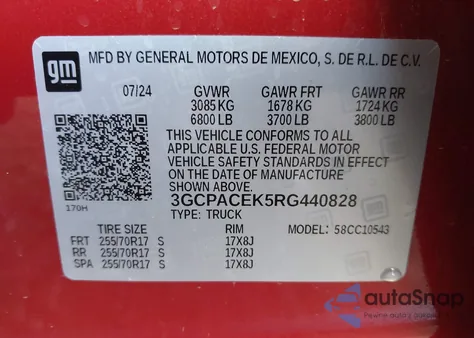 gm
MFD BY GENERAL MOTORS DE MEXICO, S. DE R.L. DE C.V.
07/24 GVWR GAWR FRT GAWR RR
3085 KG 1678 KG 1724 KG
6800 LB 3700 LB 3800 LB
THIS VEHICLE CONFORMS TO ALL
APPLICABLE U.S. FEDERAL MOTOR
VEHICLE SAFETY STANDARDS IN EFFECT
ON THE DATE OF MANUFACTURE
SHOWN ABOVE.
170H
3GCPACEK5RG440828
TYPE: TRUCK MODEL: 58CC10543
TIRE SIZE RIM
FRT 255/70R17 S 17X8J
RR 255/70R17 S 17X8J
SPA 255/70R17 S 17X8J
autoSnap